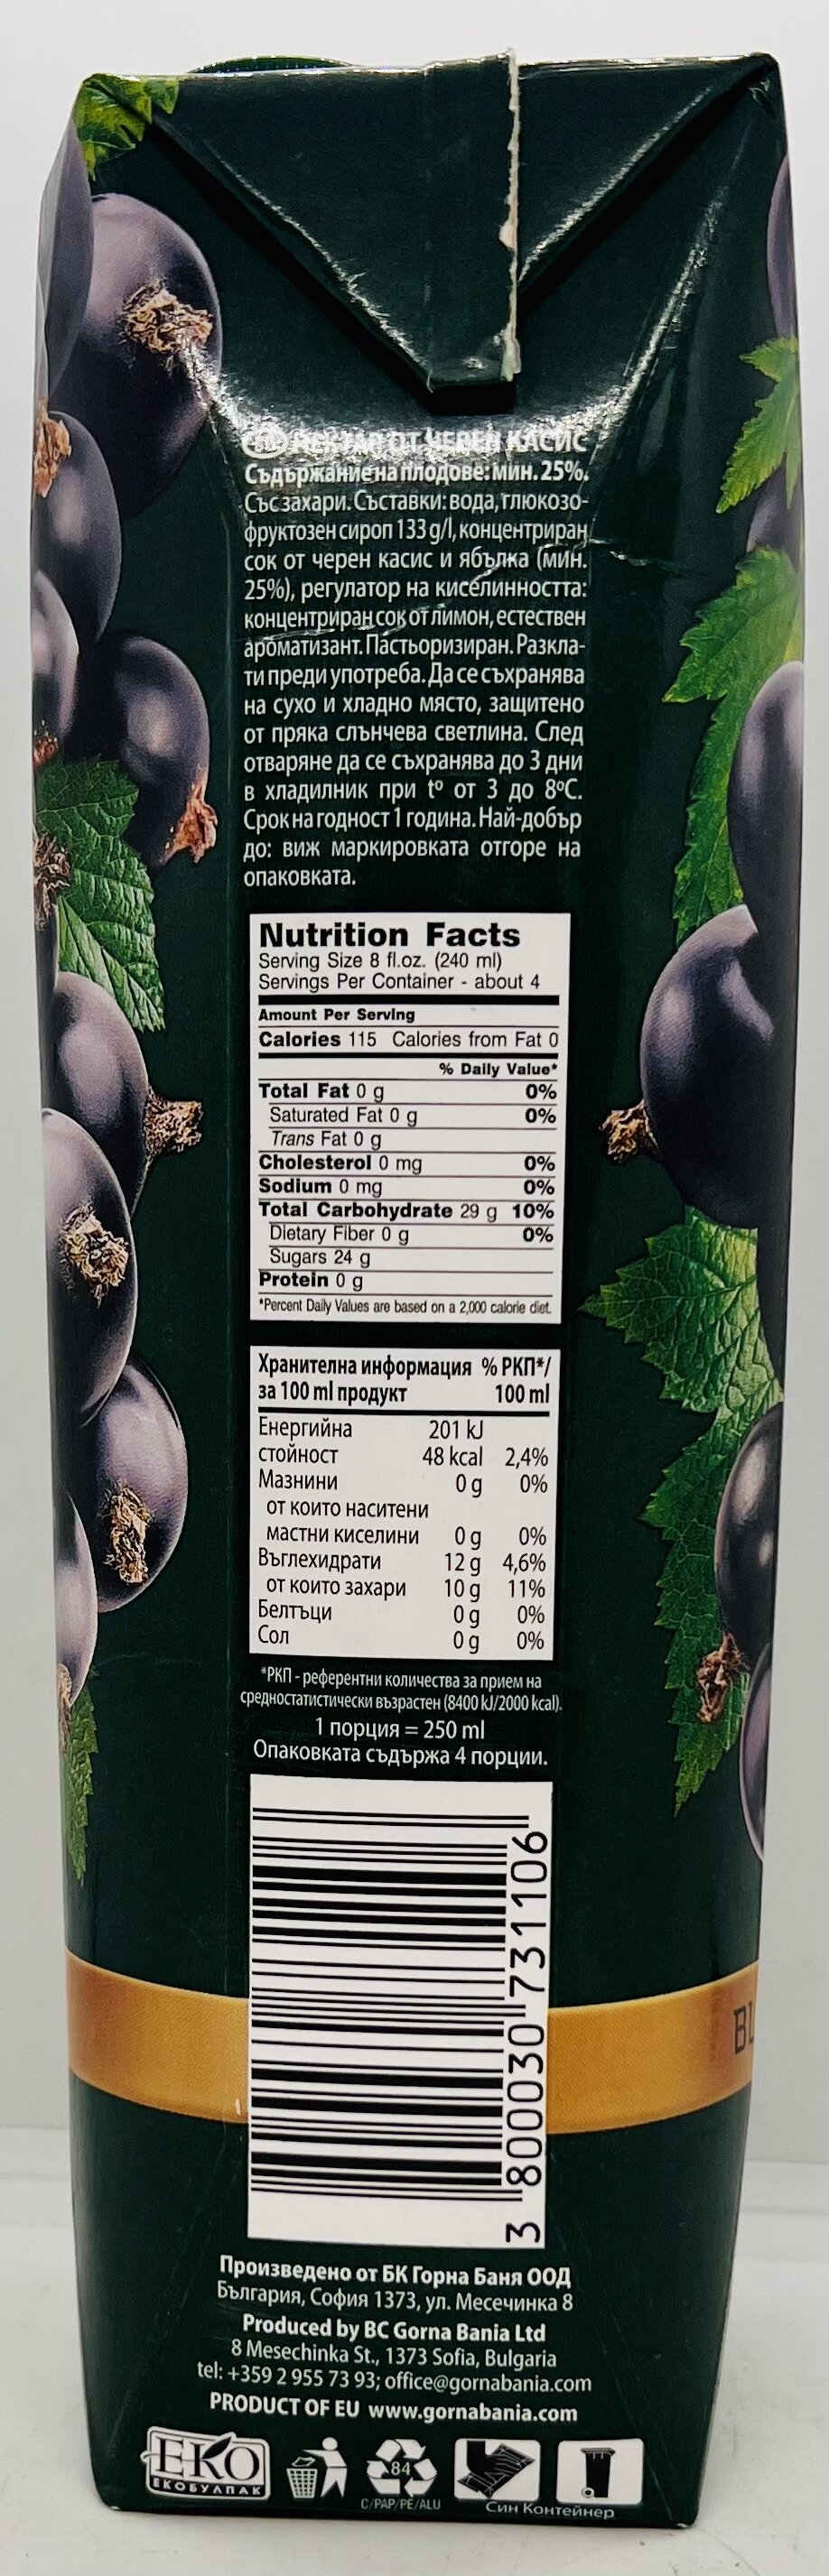 НЕКТАР ОТ ЧЕРЕН КАСИС
Съдържание на плодове: мин. 25%.
Със захари. Съставки: вода, глюкозо-
фруктозен сироп 133 g/l, концентриран
сок от черен касис и ябълка (мин.
25%), регулатор на киселинността:
концентриран сок от лимон, естествен
ароматизант. Пастьоризиран. Разкла-
ти преди употреба. Да се съхранява
на сухо и хладно място, защитено
от пряка слънчева светлина. След
отваряне да се съхранява до 3 дни
в хладилник при tº от 3 до 8ºC.
Срок на годност 1 година. Най-добър
до: виж маркировката отгоре на
опаковката.
Nutrition Facts
Serving Size 8 fl.oz. (240 ml)
Servings Per Container - about 4
Amount Per Serving
Calories 115 Calories from Fat 0
% Daily Value*
Total Fat 0 g 0%
Saturated Fat 0 g 0%
Trans Fat 0 g
Cholesterol 0 mg 0%
Sodium 0 mg 0%
Total Carbohydrate 29 g 10%
Dietary Fiber 0 g 0%
Sugars 24 g
Protein 0 g
*Percent Daily Values are based on a 2,000 calorie diet.
Хранителна информация % РКП*/
за 100 ml продукт 100 ml
Енергийна 201 kJ
стойност 48 kcal 2,4%
Мазнини 0 g 0%
от които наситени
мастни киселини 0 g 0%
Въглехидрати 12 g 4,6%
от които захари 10 g 11%
Белтъци 0 g 0%
Сол 0 g 0%
*РКП - референтни количества за прием на
средностатистически възрастен (8400 kJ/2000 kcal).
1 порция = 250 ml
Опаковката съдържа 4 порции.
3 800030 731106
BL
Произведено от БК Горна Баня ООД
България, София 1373, ул. Месечинка 8
Produced by BC Gorna Bania Ltd
8 Mesechinka St., 1373 Sofia, Bulgaria
tel: +359 2 955 73 93; office@gornabania.com
PRODUCT OF EU www.gornabania.com
ЕКО
ЕКОБУЛПАК
84
C/PAP/PE/ALU
Син Контейнер